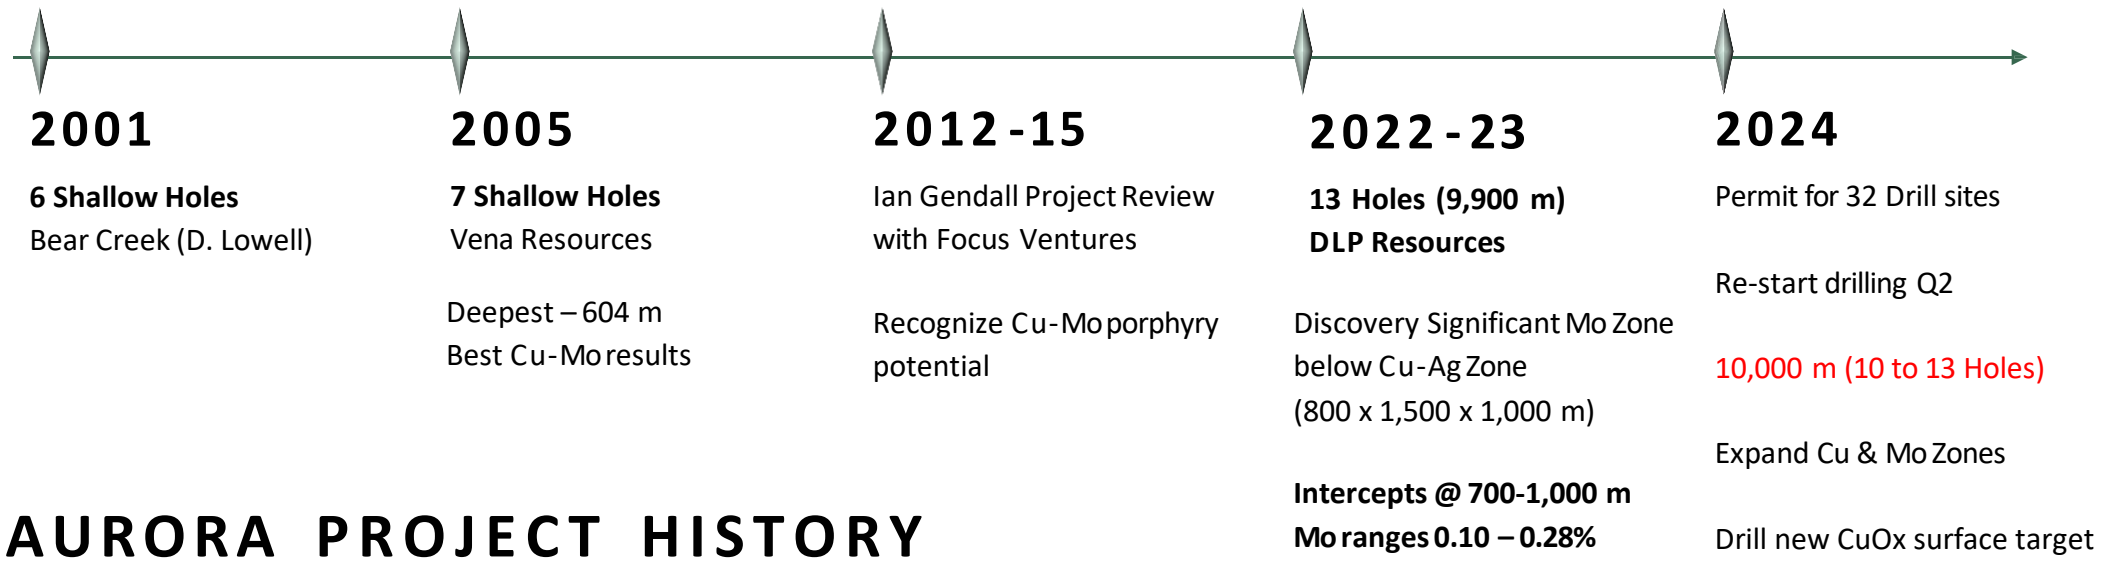 2001
6 Shallow Holes
Bear Creek (D. Lowell)
2005
7 Shallow Holes
Vena Resources
Deepest – 604 m
Best Cu-Mo results
2012-15
Ian Gendall Project Review
with Focus Ventures
Recognize Cu-Mo porphyry
potential
2022-23
13 Holes (9,900 m)
DLP Resources
Discovery Significant Mo Zone
below Cu-Ag Zone
(800 x 1,500 x 1,000 m)
Intercepts @ 700-1,000 m
Mo ranges 0.10 – 0.28%
2024
Permit for 32 Drill sites
Re-start drilling Q2
10,000 m (10 to 13 Holes)
Expand Cu & Mo Zones
Drill new CuOx surface target
AURORA PROJECT HISTORY